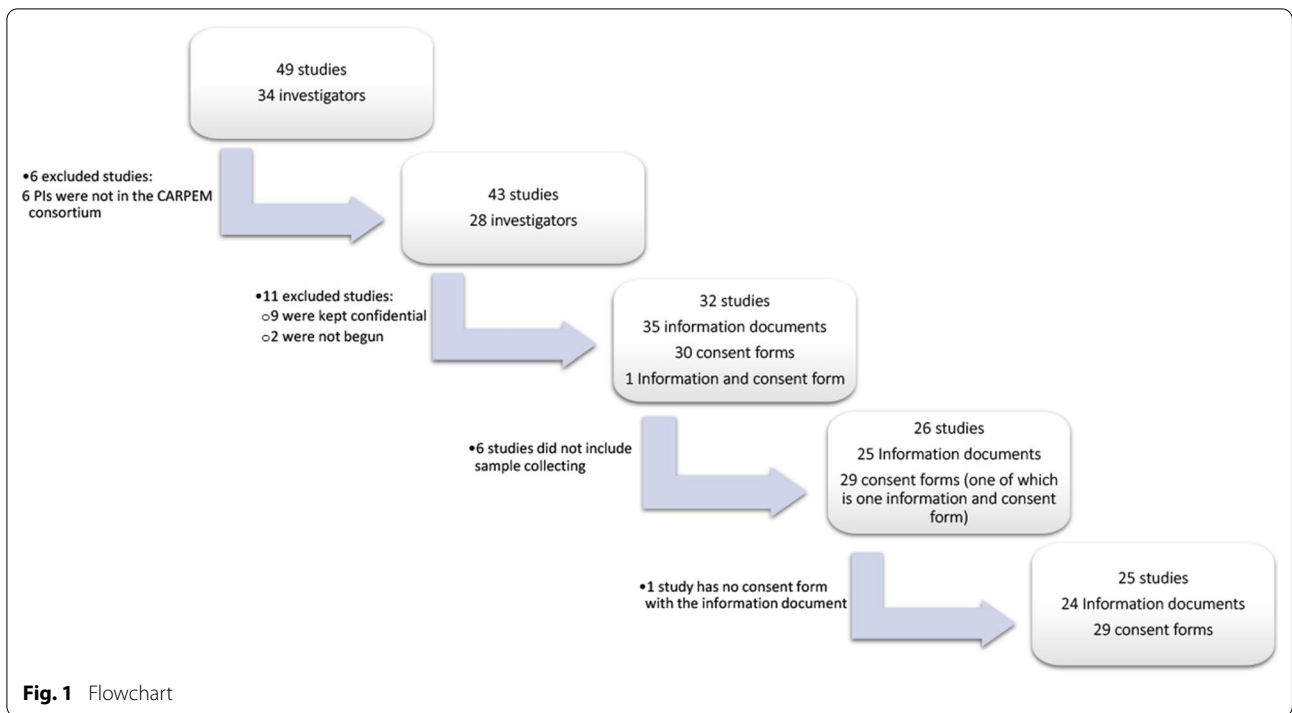 49 studies
34 investigators
•6 excluded studies:
6 PIs were not in the CARPEM
consortium
43 studies
28 investigators
•11 excluded studies:
o9 were kept confidential
o2 were not begun
32 studies
35 information documents
30 consent forms
1 Information and consent form
•6 studies did not include
sample collecting
26 studies
25 Information documents
29 consent forms (one of which
is one information and consent
form)
•1 study has no consent form
with the information document
25 studies
24 Information documents
29 consent forms
Fig. 1 Flowchart